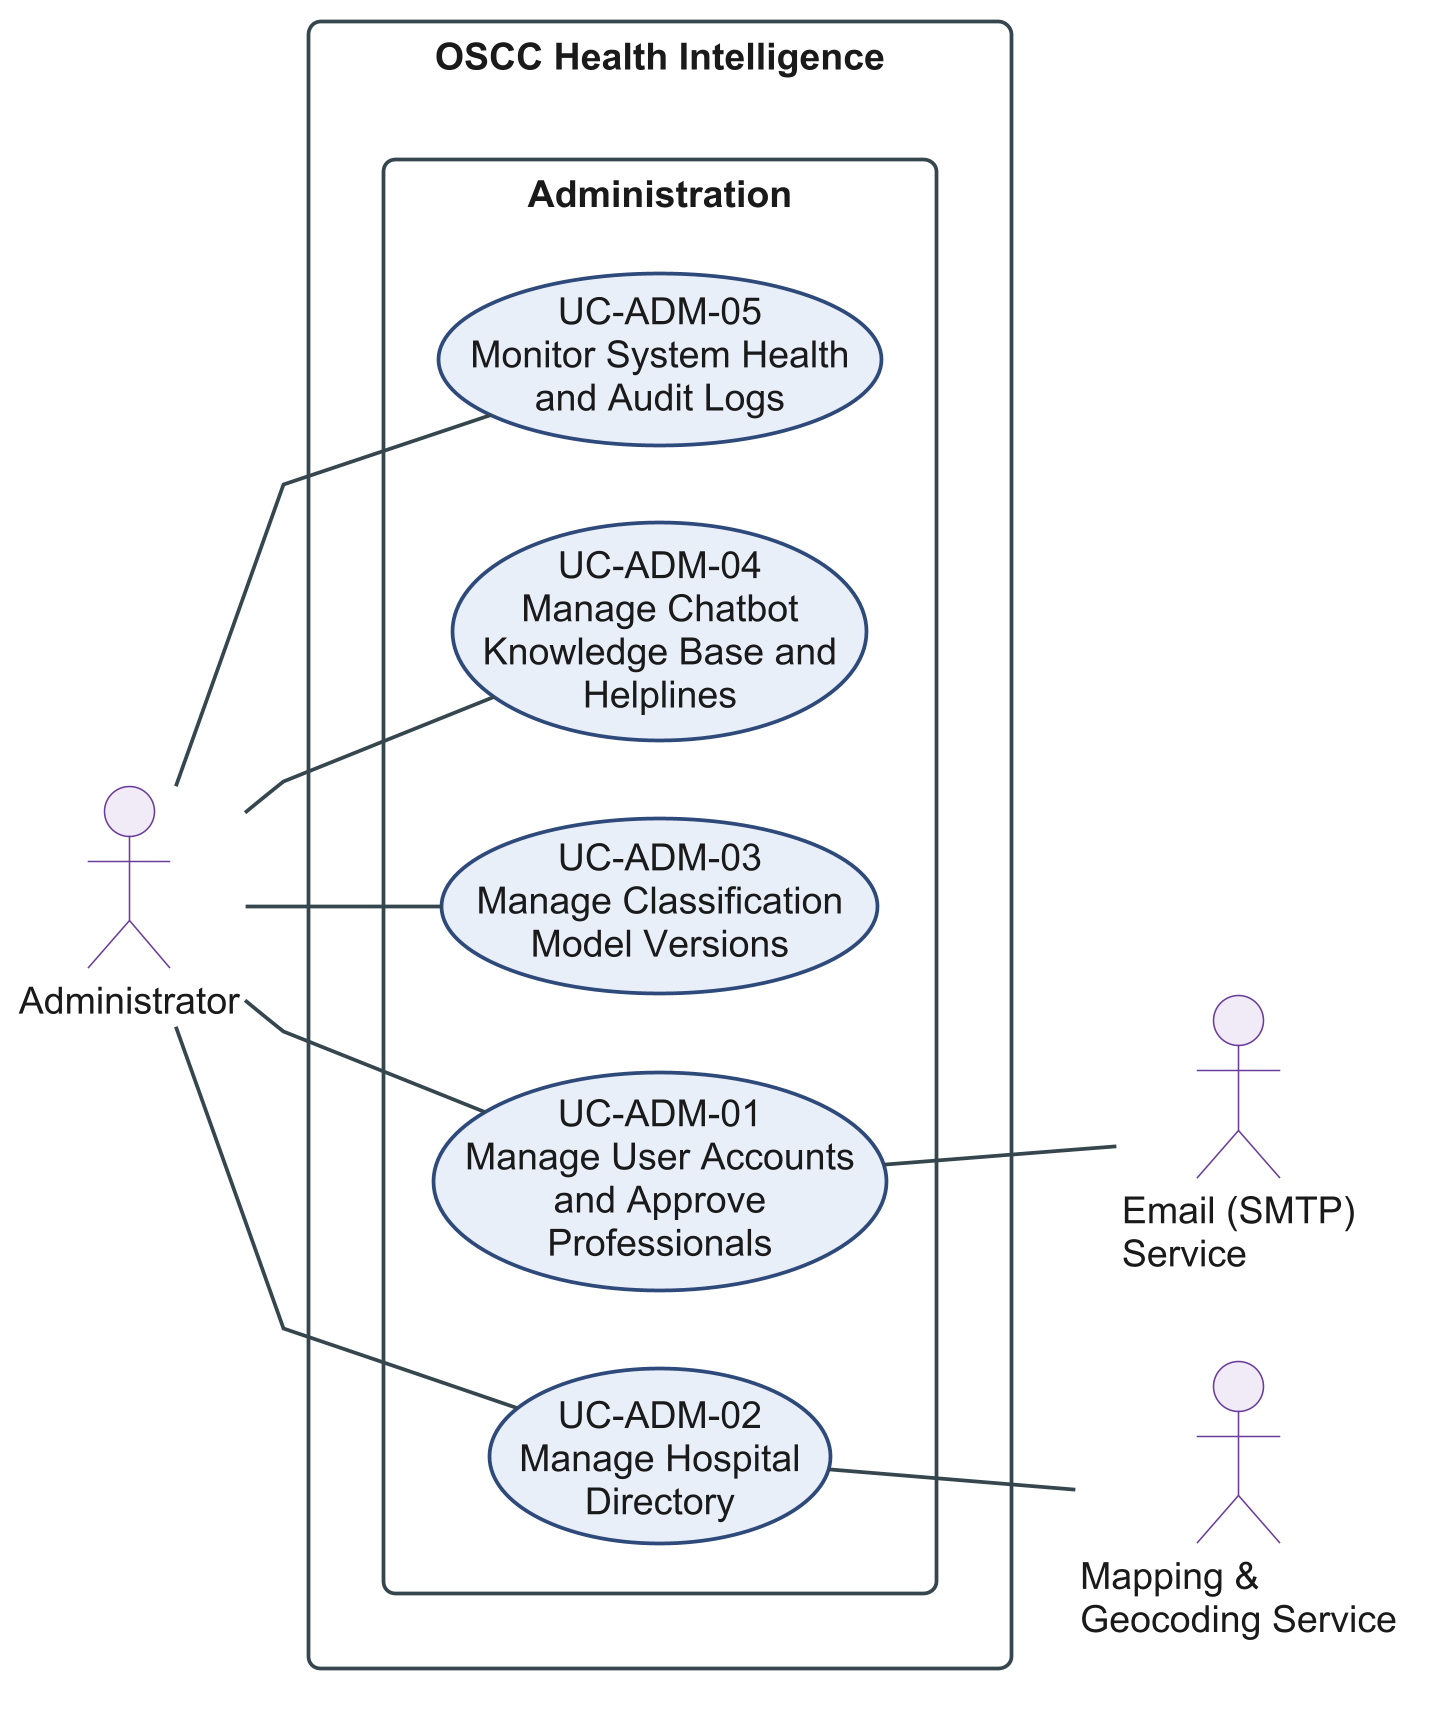 OSCC Health Intelligence
Administration
UC-ADM-05
Monitor System Health
and Audit Logs
UC-ADM-04
Manage Chatbot
Knowledge Base and
Helplines
UC-ADM-03
Manage Classification
Model Versions
Administrator
UC-ADM-01
Manage User Accounts
and Approve
Professionals
Email (SMTP)
Service
UC-ADM-02
Manage Hospital
Directory
Mapping &
Geocoding Service